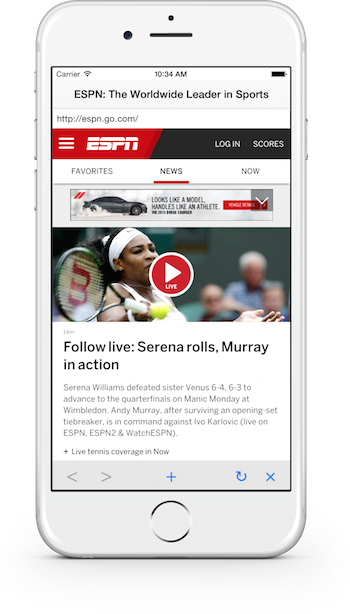 Carrier 10:34 AM
ESPN: The Worldwide Leader in Sports
http://espn.go.com/
ESPN LOG IN SCORES
FAVORITES NEWS NOW
LOOKS LIKE A MODEL,
HANDLES LIKE AN ATHLETE.
THE 2015 DODGE CHARGER
VEHICLE DETAILS
LIVE
14m
Follow live: Serena rolls, Murray
in action
Serena Williams defeated sister Venus 6-4, 6-3 to
advance to the quarterfinals on Manic Monday at
Wimbledon. Andy Murray, after surviving an opening-set
tiebreaker, is in command against Ivo Karlovic (live on
ESPN, ESPN2 & WatchESPN).
+ Live tennis coverage in Now